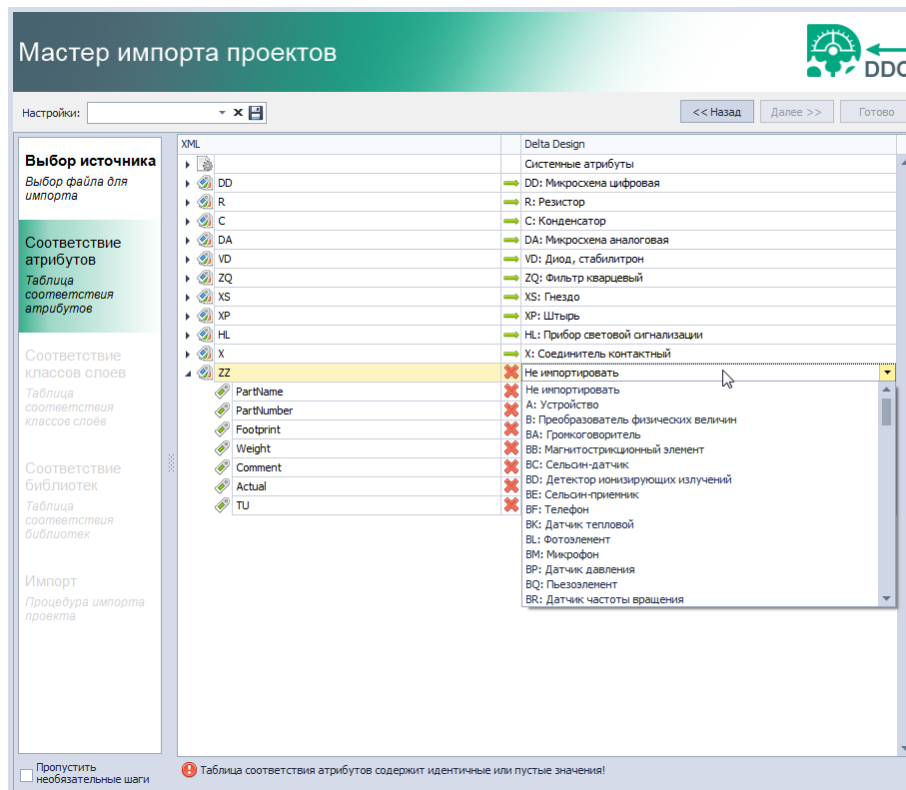 Мастер импорта проектов
DDC
Настройки:
<< Назад
Далее >>
Готово
Выбор источника
Выбор файла для
импорта
Соответствие
атрибутов
Таблица
соответствия
атрибутов
Соответствие
классов слоев
Таблица
соответствия
классов слоёв
Соответствие
библиотек
Таблица
соответствия
библиотек
Импорт
Процедура импорта
проекта
XML Delta Design
Системные атрибуты
DD DD: Микросхема цифровая
R R: Резистор
C C: Конденсатор
DA DA: Микросхема аналоговая
VD VD: Диод, стабилитрон
ZQ ZQ: Фильтр кварцевый
XS XS: Гнездо
XP XP: Штырь
HL HL: Прибор световой сигнализации
X X: Соединитель контактный
ZZ Не импортировать
PartName
PartNumber
Footprint
Weight
Comment
Actual
TU
Не импортировать
A: Устройство
B: Преобразователь физических величин
BA: Громкоговоритель
BB: Магнитострикционный элемент
BC: Сельсин-датчик
BD: Детектор ионизирующих излучений
BE: Сельсин-приемник
BF: Телефон
BK: Датчик тепловой
BL: Фотоэлемент
BM: Микрофон
BP: Датчик давления
BQ: Пьезоэлемент
BR: Датчик частоты вращения
Пропустить
необязательные шаги
Таблица соответствия атрибутов содержит идентичные или пустые значения!